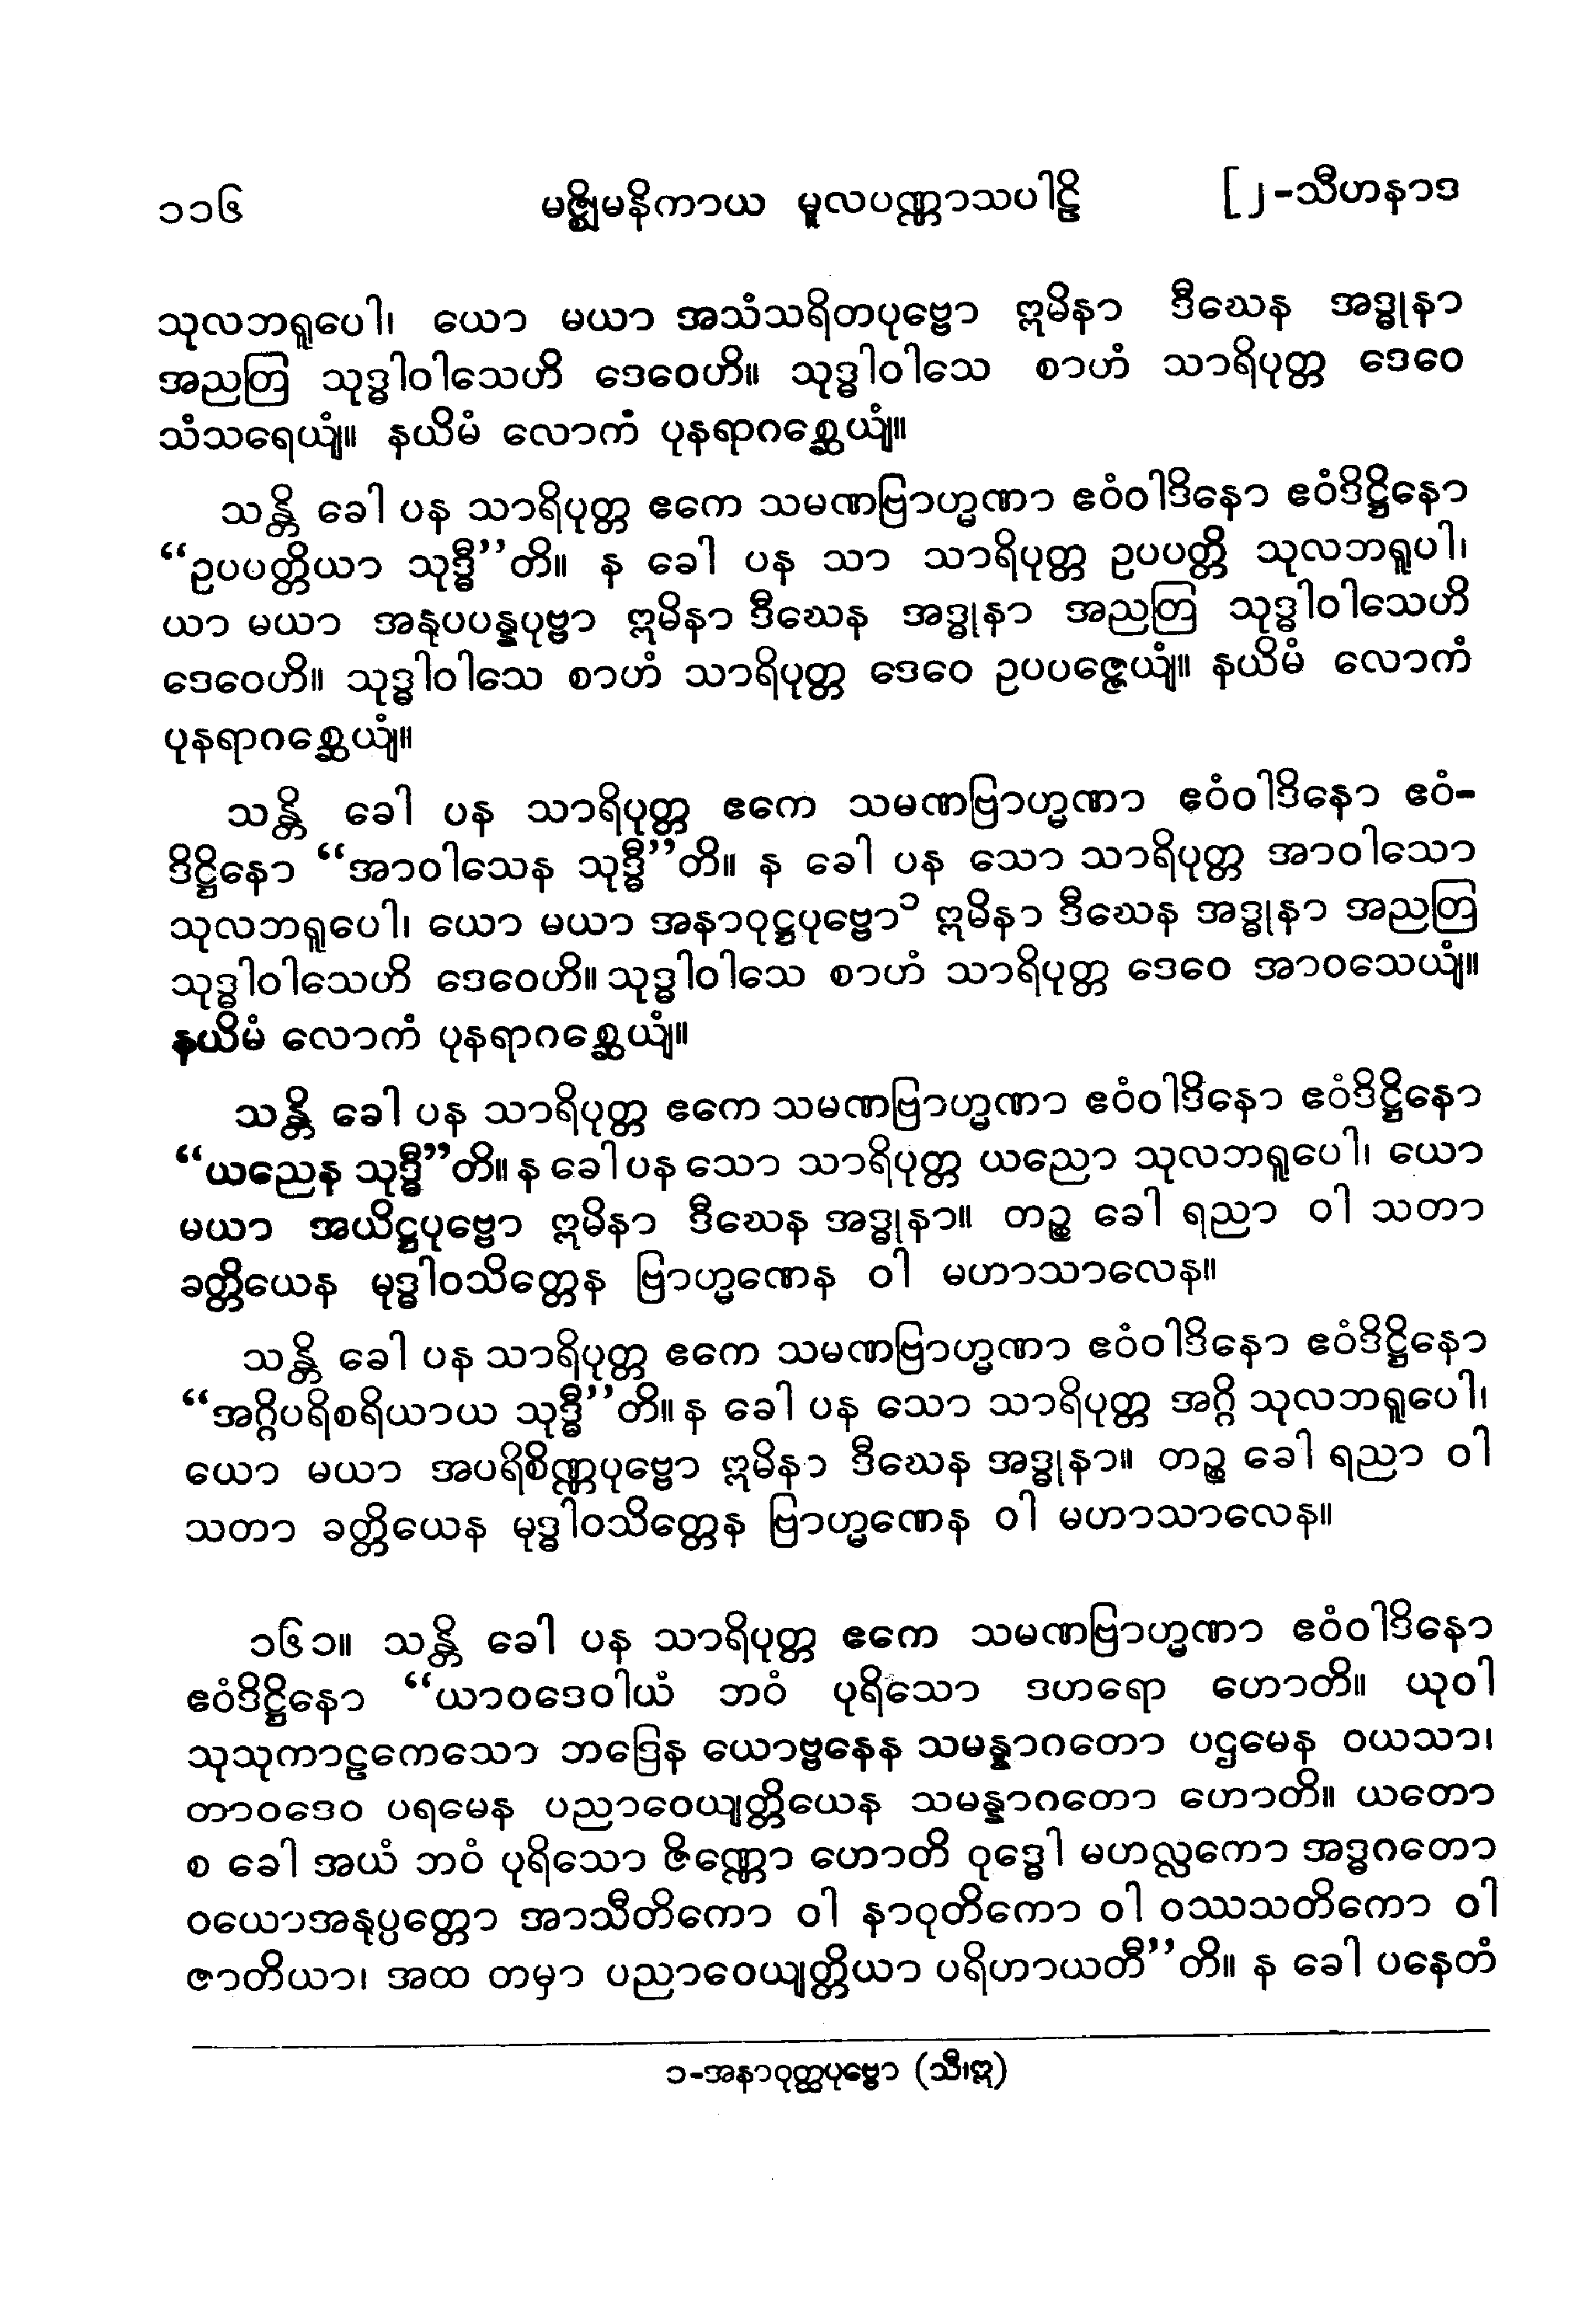 ၁၁၆ မဇ္ဈိမနိကာယ မူလပဏ္ဏာသပါဠိ [၂-သီဟနာဒ
သုလဘရူပေါ၊ ယော မယာ အသံသရိတပုဗ္ဗော ဣမိနာ ဒီဃေန အဒ္ဓုနာ
အညတြ သုဒ္ဓါဝါသေဟိ ဒေဝေဟိ။ သုဒ္ဓါဝါသေ စာဟံ သာရိပုတ္တ ဒေဝေ
သံသရေယျံ။ နယိမံ လောကံ ပုနရာဂစ္ဆေယျံ။
သန္တိ ခေါ ပန သာရိပုတ္တ ဧကေ သမဏဗြာဟ္မဏာ ဧဝံဝါဒိနော ဧဝံဒိဋ္ဌိနော
“ဥပပတ္တိယာ သုဒ္ဓီ”တိ။ န ခေါ ပန သာ သာရိပုတ္တ ဥပပတ္တိ သုလဘရူပါ၊
ယာ မယာ အနုပပန္နပုဗ္ဗာ ဣမိနာ ဒီဃေန အဒ္ဓုနာ အညတြ သုဒ္ဓါဝါသေဟိ
ဒေဝေဟိ။ သုဒ္ဓါဝါသေ စာဟံ သာရိပုတ္တ ဒေဝေ ဥပပဇ္ဇေယျံ။ နယိမံ လောကံ
ပုနရာဂစ္ဆေယျံ။
သန္တိ ခေါ ပန သာရိပုတ္တ ဧကေ သမဏဗြာဟ္မဏာ ဧဝံဝါဒိနော ဧဝံ-
ဒိဋ္ဌိနော “အာဝါသေန သုဒ္ဓီ”တိ။ န ခေါ ပန သော သာရိပုတ္တ အာဝါသော
သုလဘရူပေါ၊ ယော မယာ အနာဝုဋ္ဌပုဗ္ဗော၁ ဣမိနာ ဒီဃေန အဒ္ဓုနာ အညတြ
သုဒ္ဓါဝါသေဟိ ဒေဝေဟိ။ သုဒ္ဓါဝါသေ စာဟံ သာရိပုတ္တ ဒေဝေ အာဝသေယျံ။
နယိမံ လောကံ ပုနရာဂစ္ဆေယျံ။
သန္တိ ခေါ ပန သာရိပုတ္တ ဧကေ သမဏဗြာဟ္မဏာ ဧဝံဝါဒိနော ဧဝံဒိဋ္ဌိနော
“ယညေန သုဒ္ဓီ”တိ။ န ခေါ ပန သော သာရိပုတ္တ ယညော သုလဘရူပေါ၊ ယော
မယာ အယိဋ္ဌပုဗ္ဗော ဣမိနာ ဒီဃေန အဒ္ဓုနာ။ တဉ္စ ခေါ ရညာ ဝါ သတာ
ခတ္တိယေန မုဒ္ဓါဝသိတ္တေန ဗြာဟ္မဏေန ဝါ မဟာသာလေန။
သန္တိ ခေါ ပန သာရိပုတ္တ ဧကေ သမဏဗြာဟ္မဏာ ဧဝံဝါဒိနော ဧဝံဒိဋ္ဌိနော
“အဂ္ဂိပရိစရိယာယ သုဒ္ဓီ”တိ။ န ခေါ ပန သော သာရိပုတ္တ အဂ္ဂိ သုလဘရူပေါ၊
ယော မယာ အပရိစိဏ္ဏပုဗ္ဗော ဣမိနာ ဒီဃေန အဒ္ဓုနာ။ တဉ္စ ခေါ ရညာ ဝါ
သတာ ခတ္တိယေန မုဒ္ဓါဝသိတ္တေန ဗြာဟ္မဏေန ဝါ မဟာသာလေန။
၁၆၁။ သန္တိ ခေါ ပန သာရိပုတ္တ ဧကေ သမဏဗြာဟ္မဏာ ဧဝံဝါဒိနော
ဧဝံဒိဋ္ဌိနော “ယာဝဒေဝါယံ ဘဝံ ပုရိသော ဒဟရော ဟောတိ။ ယုဝါ
သုသုကာဠကေသော ဘဒြေန ယောဗ္ဗနေန သမန္နာဂတော ပဌမေန ဝယသာ၊
တာဝဒေဝ ပရမေန ပညာဝေယျတ္တိယေန သမန္နာဂတော ဟောတိ။ ယတော
စ ခေါ အယံ ဘဝံ ပုရိသော ဇိဏ္ဏော ဟောတိ ဝုဒ္ဓေါ မဟလ္လကော အဒ္ဓဂတော
ဝယောအနုပ္ပတ္တော အာသီတိကော ဝါ နာဝုတိကော ဝါ ဝဿသတိကော ဝါ
ဇာတိယာ၊ အထ တမှာ ပညာဝေယျတ္တိယာ ပရိဟာယတီ”တိ။ န ခေါ ပနေတံ
၁-အနာဝုတ္ထပုဗ္ဗော (သီ၊ဣ)